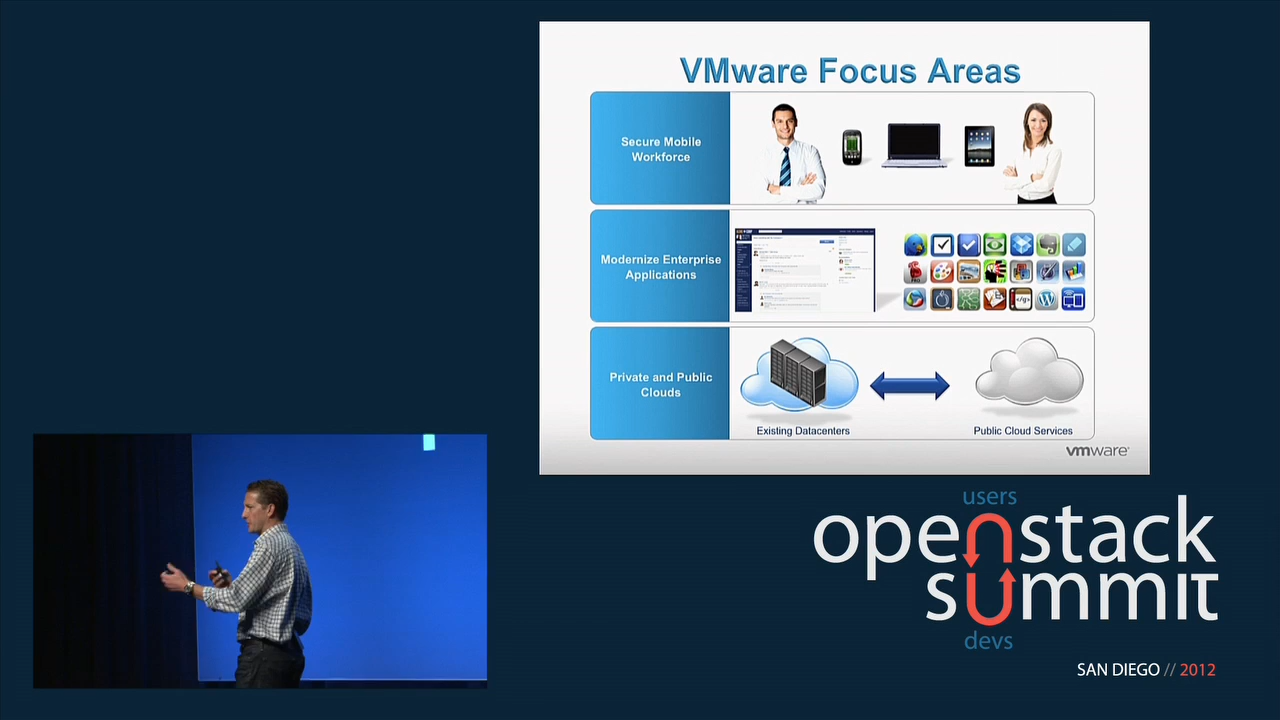 VMware Focus Areas
Secure Mobile
Workforce
Modernize Enterprise
Applications
Private and Public
Clouds
Existing Datacenters
Public Cloud Services
vmware
users
openstack
summit
devs
SAN DIEGO // 2012